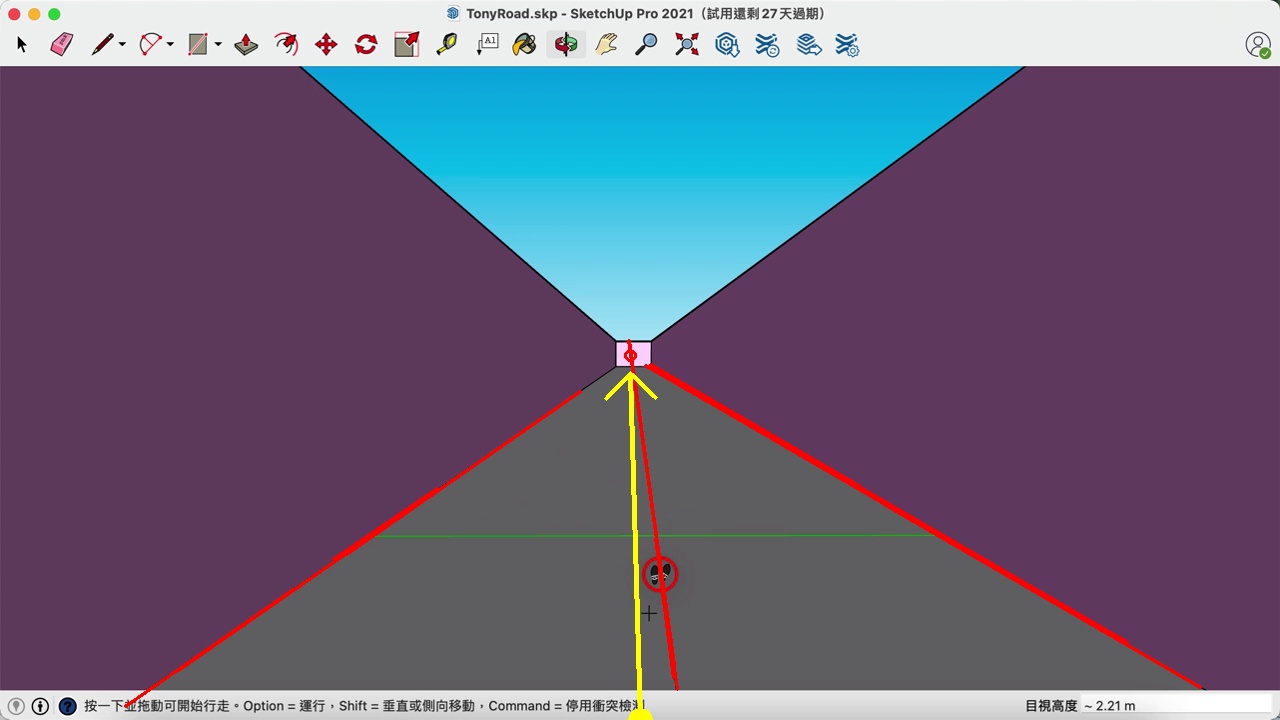 TonyRoad.skp - SketchUp Pro 2021（試用還剩 27 天過期）
A1
按一下並拖動可開始行走。Option = 運行，Shift = 垂直或側向移動，Command = 停用衝突檢測
目視高度 ~ 2.21 m